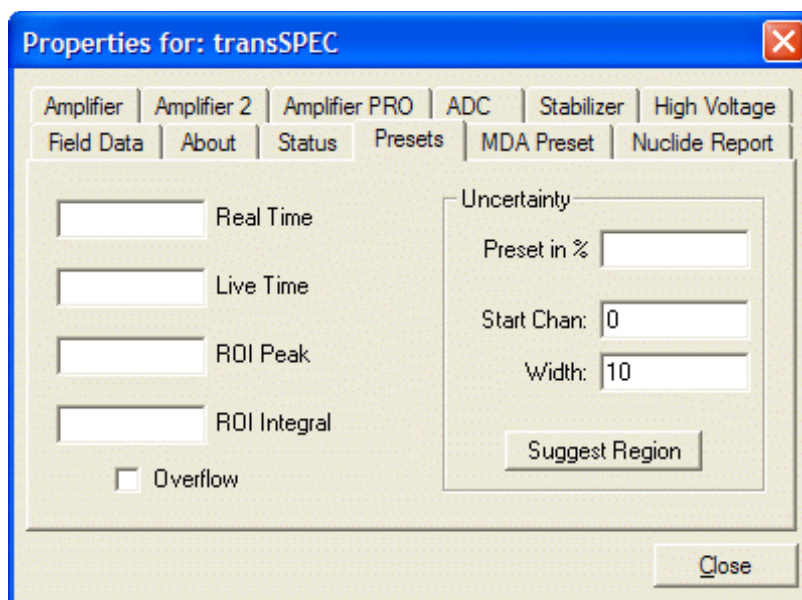 Properties for: transSPEC
Amplifier Amplifier 2 Amplifier PRO ADC Stabilizer High Voltage
Field Data About Status Presets MDA Preset Nuclide Report
Real Time
Live Time
ROI Peak
ROI Integral
Overflow
Uncertainty
Preset in %
Start Chan: 0
Width: 10
Suggest Region
Close